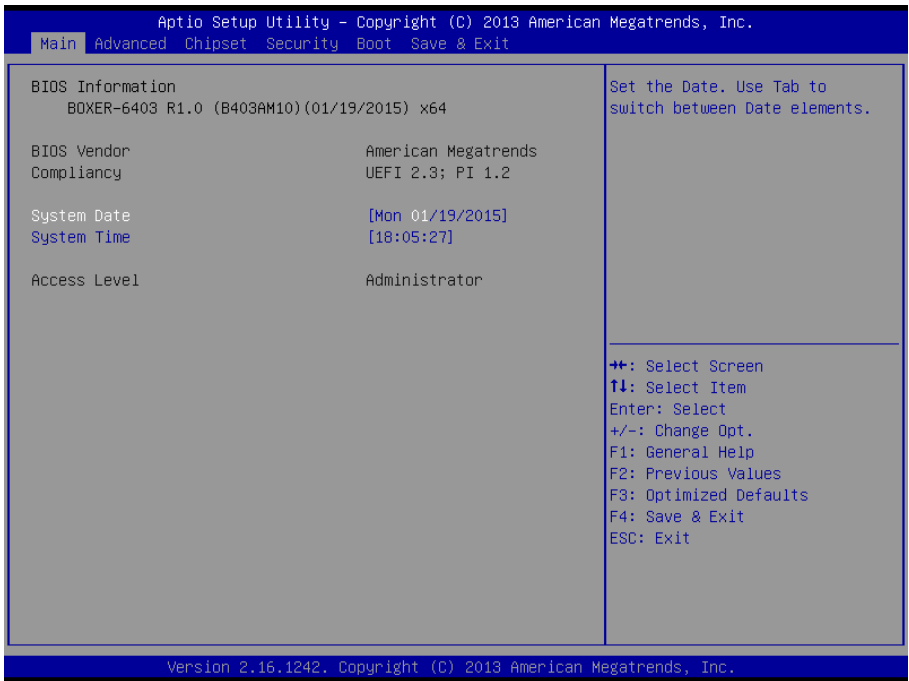 Aptio Setup Utility – Copyright (C) 2013 American Megatrends, Inc.
Main Advanced Chipset Security Boot Save & Exit
BIOS Information
BOXER-6403 R1.0 (B403AM10)(01/19/2015) x64
BIOS Vendor American Megatrends
Compliancy UEFI 2.3; PI 1.2
System Date [Mon 01/19/2015]
System Time [18:05:27]
Access Level Administrator
Set the Date. Use Tab to
switch between Date elements.
→←: Select Screen
↑↓: Select Item
Enter: Select
+/-: Change Opt.
F1: General Help
F2: Previous Values
F3: Optimized Defaults
F4: Save & Exit
ESC: Exit
Version 2.16.1242. Copyright (C) 2013 American Megatrends, Inc.